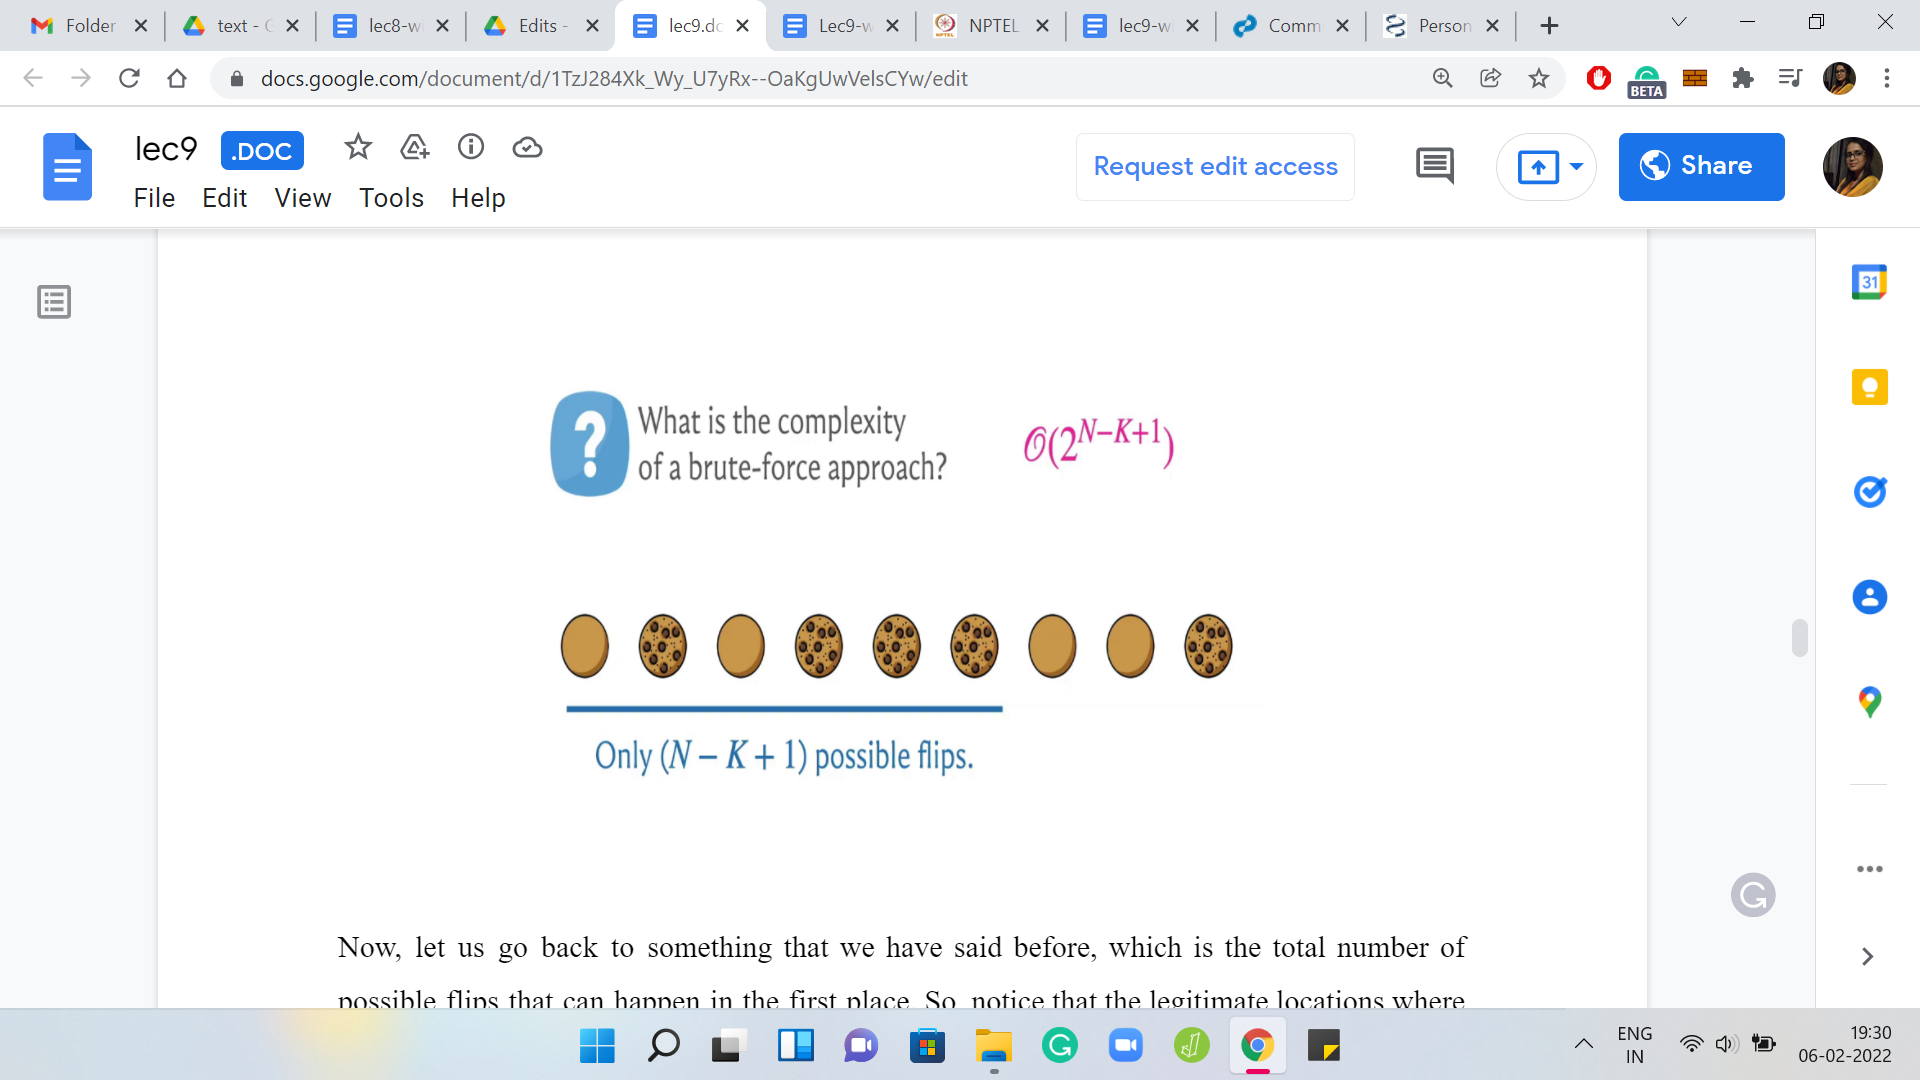 Folder
text - G
lec8-w
Edits -
lec9.dc
Lec9-w
NPTEL
lec9-w
Comm
Person
docs.google.com/document/d/1TzJ284Xk_Wy_U7yRx--OaKgUwVelsCYw/edit
BETA
lec9
.DOC
File Edit View Tools Help
Request edit access
Share
31
What is the complexity
of a brute-force approach?
O(2^{N−K+1})
Only (N − K + 1) possible flips.
Now, let us go back to something that we have said before, which is the total number of
possible flips that can happen in the first place. So, notice that the legitimate locations where
ENG
IN
19:30
06-02-2022